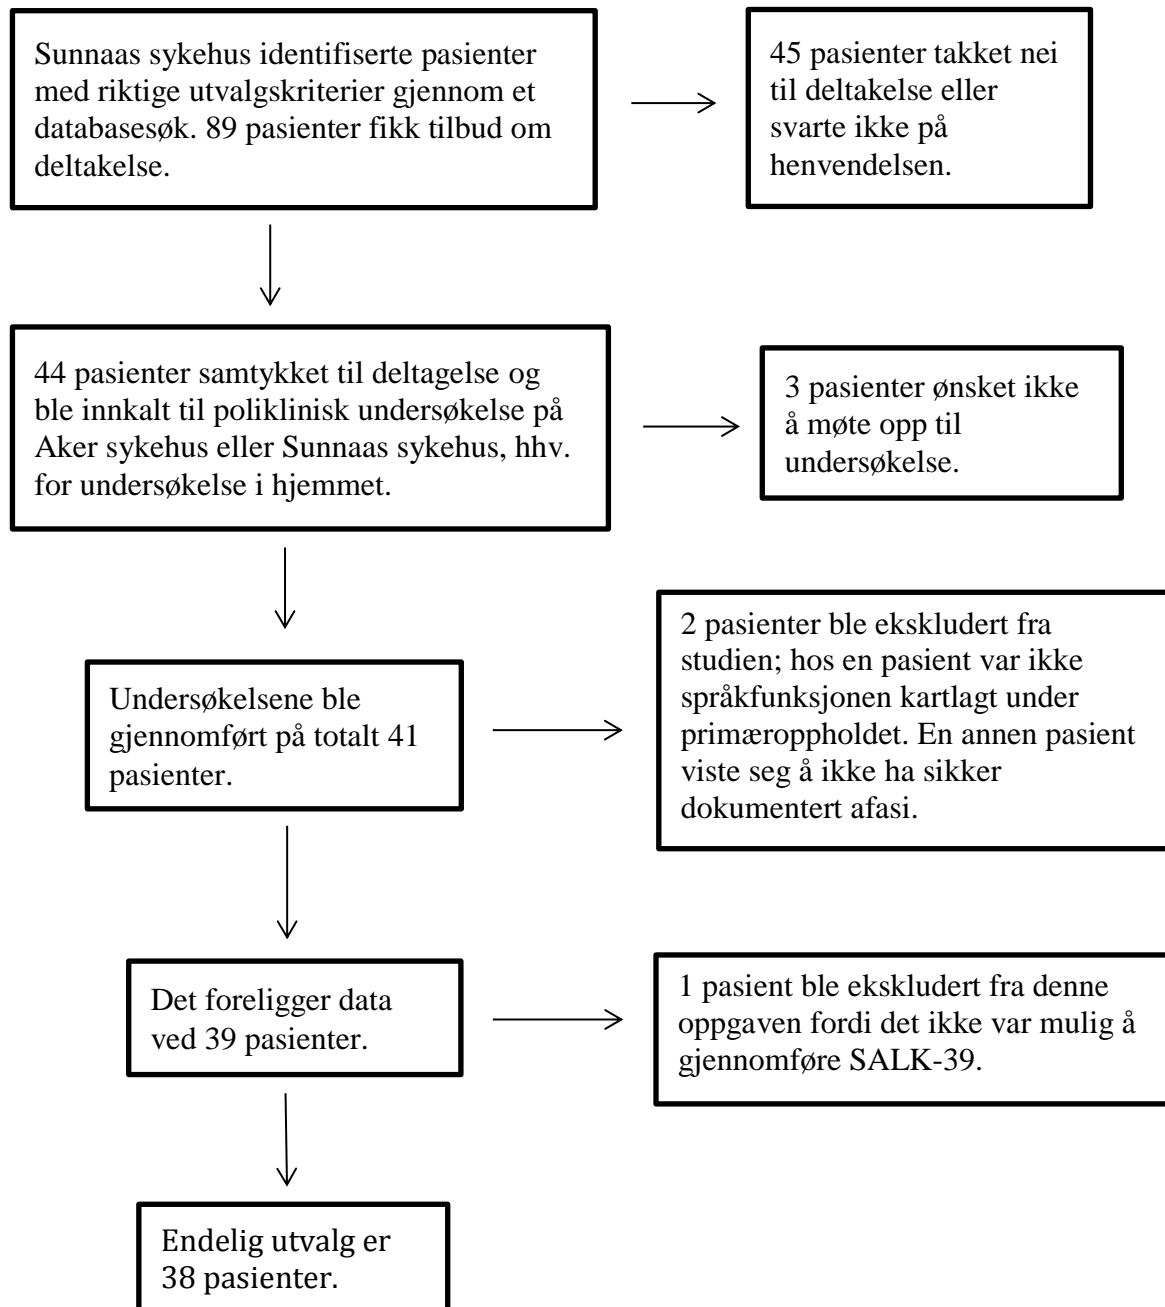 Sunnaas sykehus identifiserte pasienter
med riktige utvalgskriterier gjennom et
databasesøk. 89 pasienter fikk tilbud om
deltakelse.
45 pasienter takket nei
til deltakelse eller
svarte ikke på
henvendelsen.
44 pasienter samtykket til deltagelse og
ble innkalt til poliklinisk undersøkelse på
Aker sykehus eller Sunnaas sykehus, hhv.
for undersøkelse i hjemmet.
3 pasienter ønsket ikke
å møte opp til
undersøkelse.
Undersøkelsene ble
gjennomført på totalt 41
pasienter.
2 pasienter ble ekskludert fra
studien; hos en pasient var ikke
språkfunksjonen kartlagt under
primæroppholdet. En annen pasient
viste seg å ikke ha sikker
dokumentert afasi.
Det foreligger data
ved 39 pasienter.
1 pasient ble ekskludert fra denne
oppgaven fordi det ikke var mulig å
gjennomføre SALK-39.
Endelig utvalg er
38 pasienter.